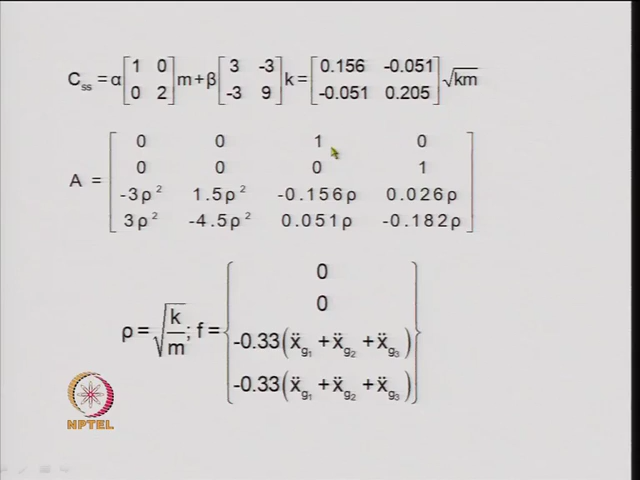 C_ss = α [1 0; 0 2] m + β [3 -3; -3 9] k = [0.156 -0.051; -0.051 0.205] √km
A = [0 0 1 0
0 0 0 1
-3ρ² 1.5ρ² -0.156ρ 0.026ρ
3ρ² -4.5ρ² 0.051ρ -0.182ρ]
ρ = √(k/m); f = {0
0
-0.33(ẍ_g₁ + ẍ_g₂ + ẍ_g₃)
-0.33(ẍ_g₁ + ẍ_g₂ + ẍ_g₃)}
NPTEL